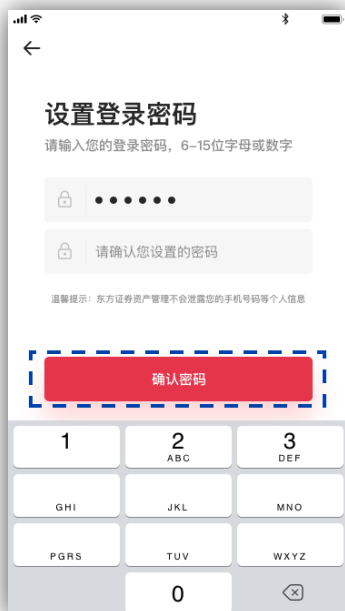 设置登录密码
请输入您的登录密码，6-15位字母或数字
●●●●●●
请确认您设置的密码
温馨提示：东方证券资产管理不会泄露您的手机号码等个人信息
确认密码
1 2 3
ABC DEF
GHI JKL MNO
PGRS TUV WXYZ
0